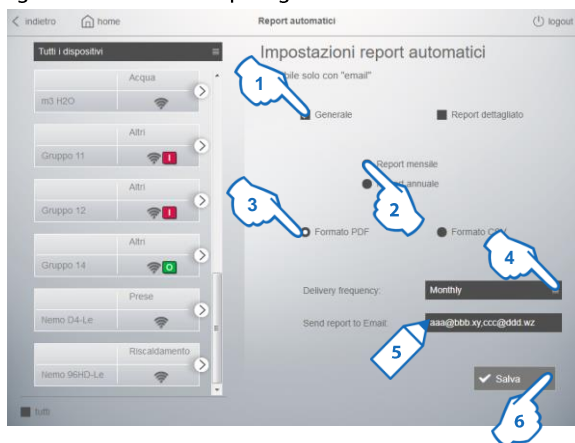 indietro
home
Report automatici
logout
Tutti i dispositivi
Impostazioni report automatici
Acqua
m3 H2O
solo con "email"
1
Generale
Report dettagliato
Altri
Gruppo 11
I
Report mensile
annuale
2
Altri
Gruppo 12
I
3
Formato PDF
Formato
4
Altri
Gruppo 14
O
Delivery frequency:
Monthly
Prese
Nemo D4-Le
Send report to Email:
aaa@bbb.xy,ccc@ddd.wz
5
Riscaldamento
Nemo 96HD-Le
Salva
6
tutti